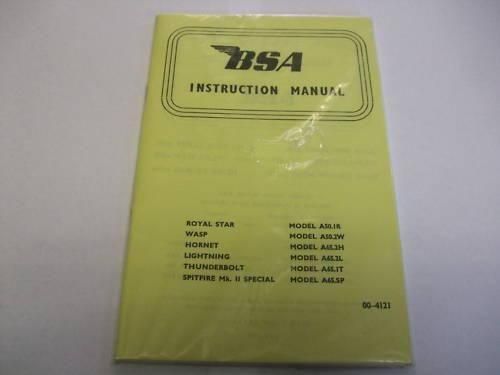 BSA
INSTRUCTION MANUAL
ROYAL STAR MODEL A50.1R
WASP MODEL A50.2W
HORNET MODEL A65.2H
LIGHTNING MODEL A65.2L
THUNDERBOLT MODEL A65.1T
SPITFIRE Mk. II SPECIAL MODEL A65.SP
00-4121